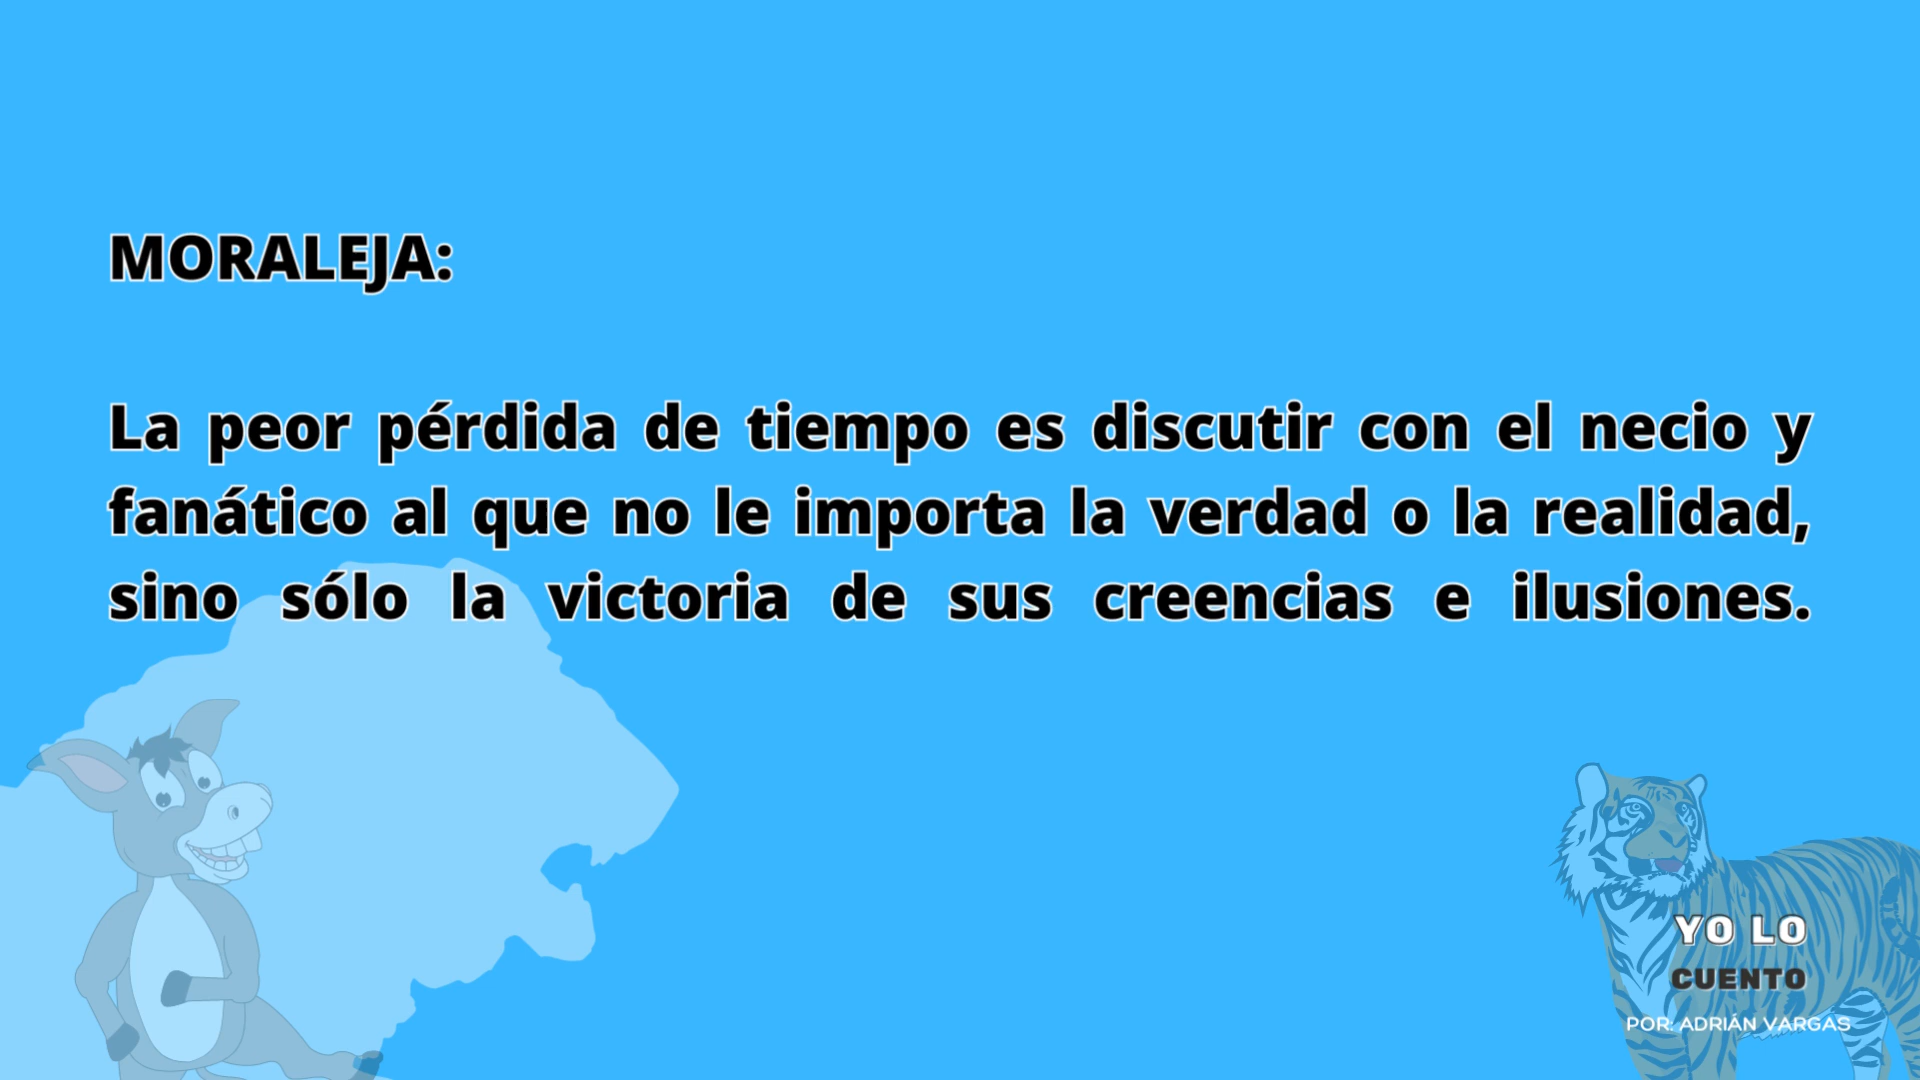 MORALEJA:
La peor pérdida de tiempo es discutir con el necio y
fanático al que no le importa la verdad o la realidad,
sino sólo la victoria de sus creencias e ilusiones.
YO LO
CUENTO
POR: ADRIÁN VARGAS